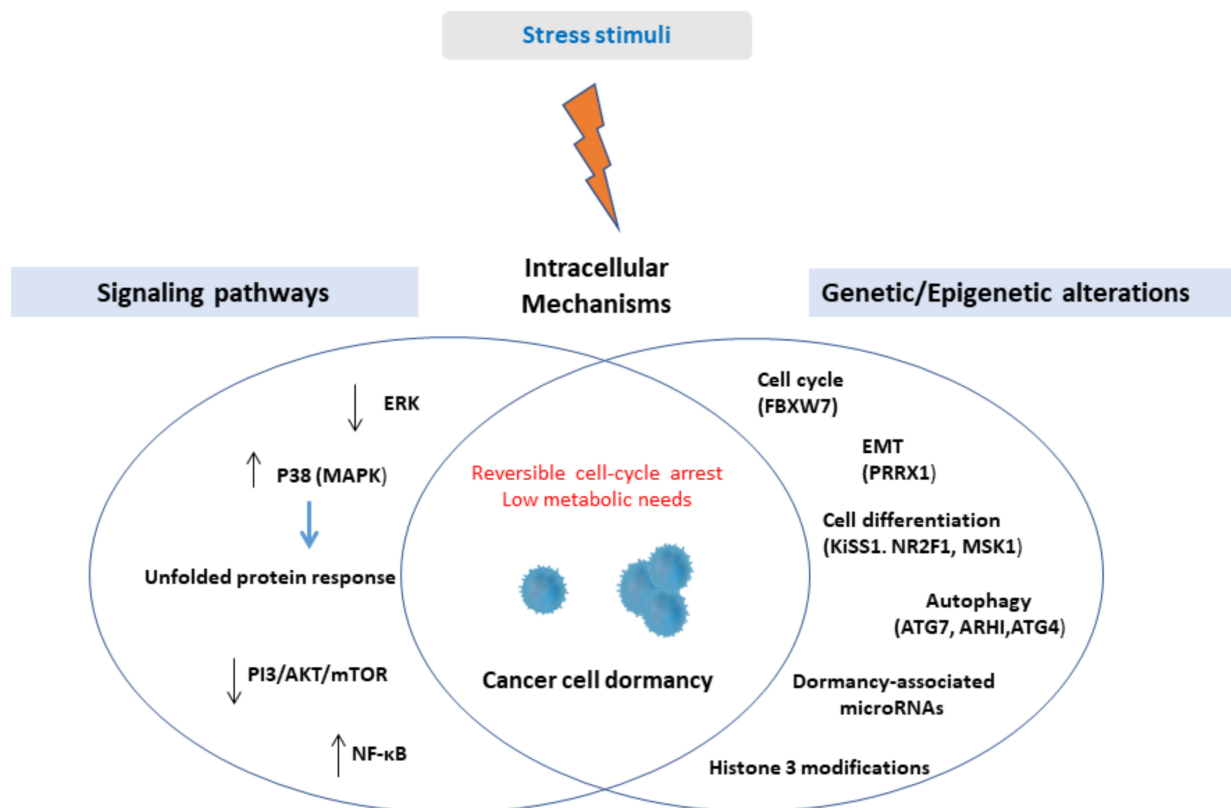 Stress stimuli
Intracellular
Mechanisms
Signaling pathways
Genetic/Epigenetic alterations
ERK
P38 (MAPK)
Unfolded protein response
PI3/AKT/mTOR
NF-κB
Reversible cell-cycle arrest
Low metabolic needs
Cancer cell dormancy
Cell cycle
(FBXW7)
EMT
(PRRX1)
Cell differentiation
(KiSS1. NR2F1, MSK1)
Autophagy
(ATG7, ARHI,ATG4)
Dormancy-associated
microRNAs
Histone 3 modifications